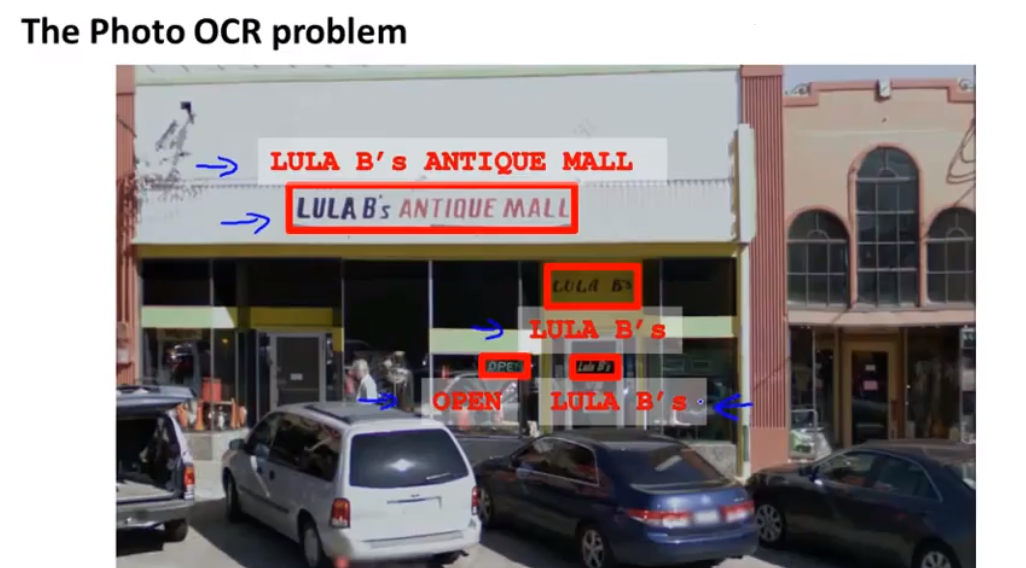 The Photo OCR problem
LULA B's ANTIQUE MALL
LULA B's ANTIQUE MALL
LULA B's
LULA B's
OPEN Lula B's
OPEN LULA B's